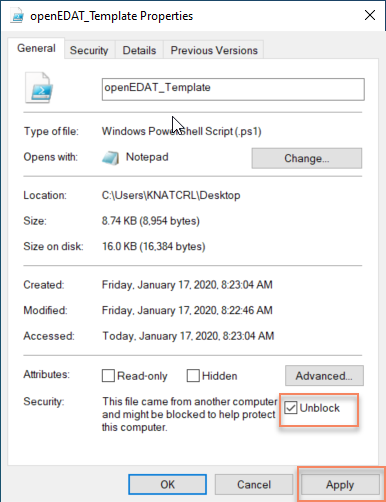 openEDAT_Template Properties
General Security Details Previous Versions
openEDAT_Template
Type of file: Windows PowerShell Script (.ps1)
Opens with: Notepad Change...
Location: C:\Users\KNATCRL\Desktop
Size: 8.74 KB (8,954 bytes)
Size on disk: 16.0 KB (16,384 bytes)
Created: Friday, January 17, 2020, 8:23:04 AM
Modified: Friday, January 17, 2020, 8:22:46 AM
Accessed: Today, January 17, 2020, 8:23:04 AM
Attributes: Read-only Hidden Advanced...
Security: This file came from another computer Unblock
and might be blocked to help protect
this computer.
OK Cancel Apply